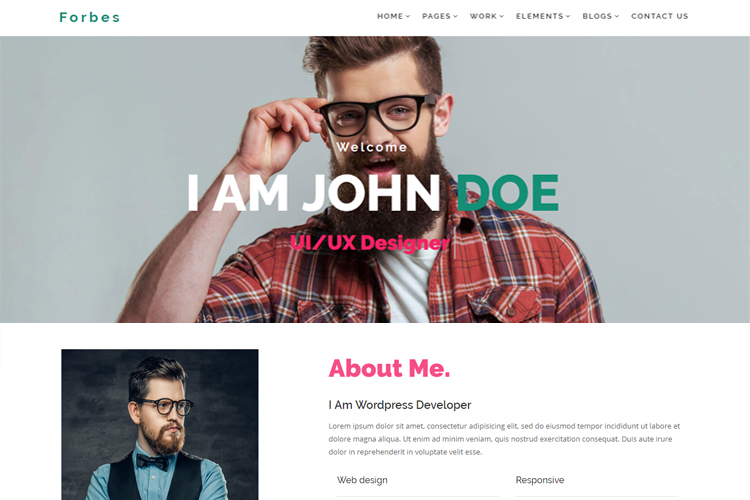 Forbes
HOME PAGES WORK ELEMENTS BLOGS CONTACT US
Welcome
I AM JOHN DOE
UI/UX Designer
About Me.
I Am Wordpress Developer
Lorem ipsum dolor sit amet, consectetur adipisicing elit, sed do eiusmod tempor incididunt ut labore et
dolore magna aliqua. Ut enim ad minim veniam, quis nostrud exercitation consequat. Duis aute irure
dolor in reprehenderit in voluptate velit esse.
Web design Responsive